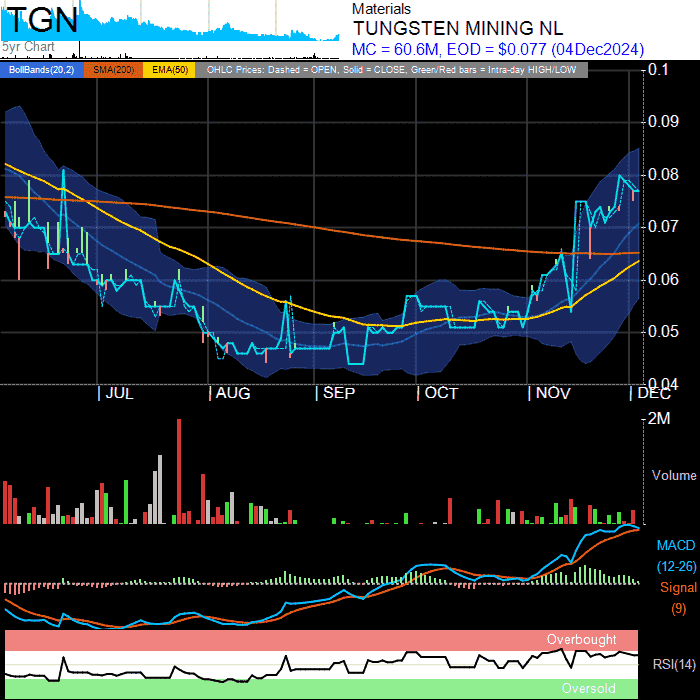 TGN
5yr Chart
Materials
TUNGSTEN MINING NL
MC = 60.6M, EOD = $0.077 (04Dec2024)
BollBands(20,2) SMA(200) EMA(50) OHLC Prices: Dashed = OPEN, Solid = CLOSE, Green/Red bars = Intra-day HIGH/LOW
0.1
0.09
0.08
0.07
0.06
0.05
0.04
JUL AUG SEP OCT NOV DEC
2M
Volume
MACD
(12-26)
Signal
(9)
Overbought
RSI(14)
Oversold